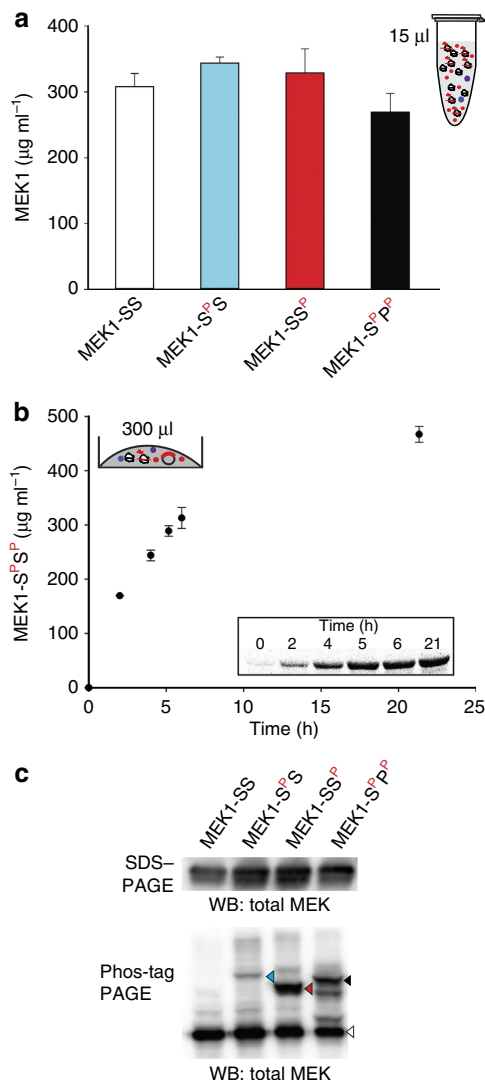 a
15 μl
MEK1 (μg ml⁻¹)
400
300
200
100
0
MEK1-SS
MEK1-SᴾS
MEK1-SSᴾ
MEK1-SᴾPᴾ
b
300 μl
MEK1-SᴾSᴾ (μg ml⁻¹)
500
400
300
200
100
0
Time (h)
0 2 4 5 6 21
0 5 10 15 20 25
Time (h)
c
MEK1-SS
MEK1-SᴾS
MEK1-SSᴾ
MEK1-SᴾPᴾ
SDS–
PAGE
WB: total MEK
Phos-tag
PAGE
WB: total MEK